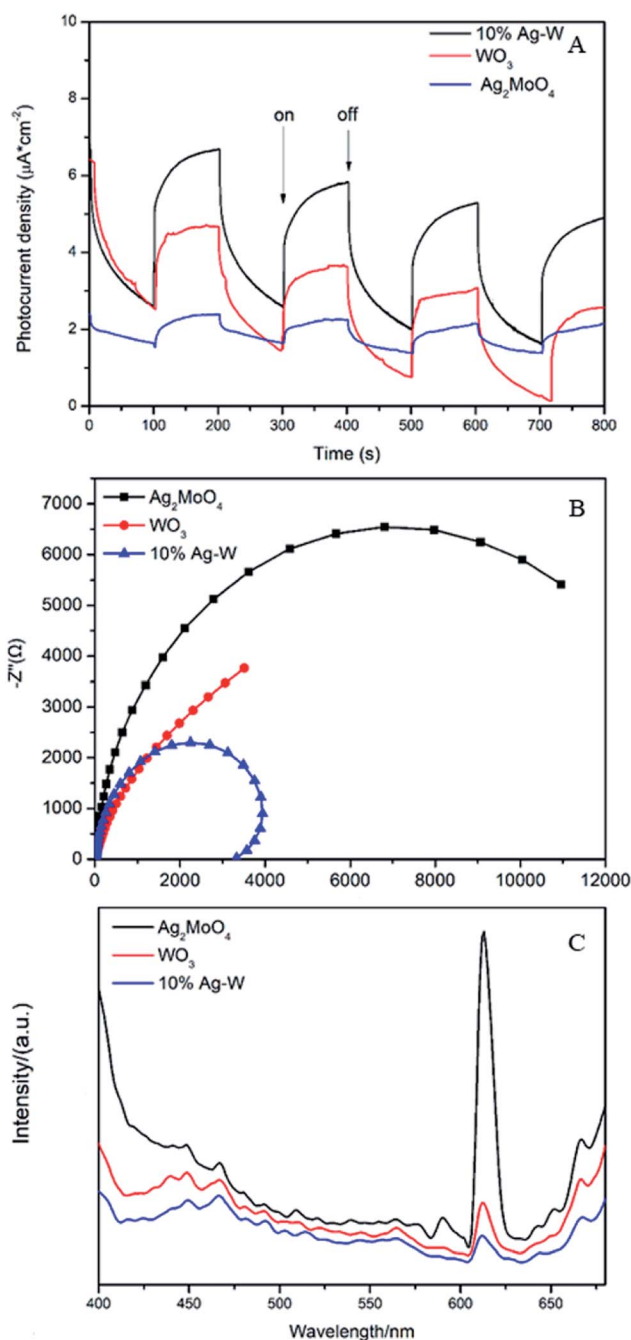 10
8
6
4
2
0
Photocurrent density (μA*cm⁻²)
10% Ag-W
WO₃
Ag₂MoO₄
A
on
off
0 100 200 300 400 500 600 700 800
Time (s)
7000
6000
5000
4000
3000
2000
1000
0
-Z"(Ω)
Ag₂MoO₄
WO₃
10% Ag-W
B
0 2000 4000 6000 8000 10000 12000
Intensity/(a.u.)
Ag₂MoO₄
WO₃
10% Ag-W
C
400 450 500 550 600 650
Wavelength/nm